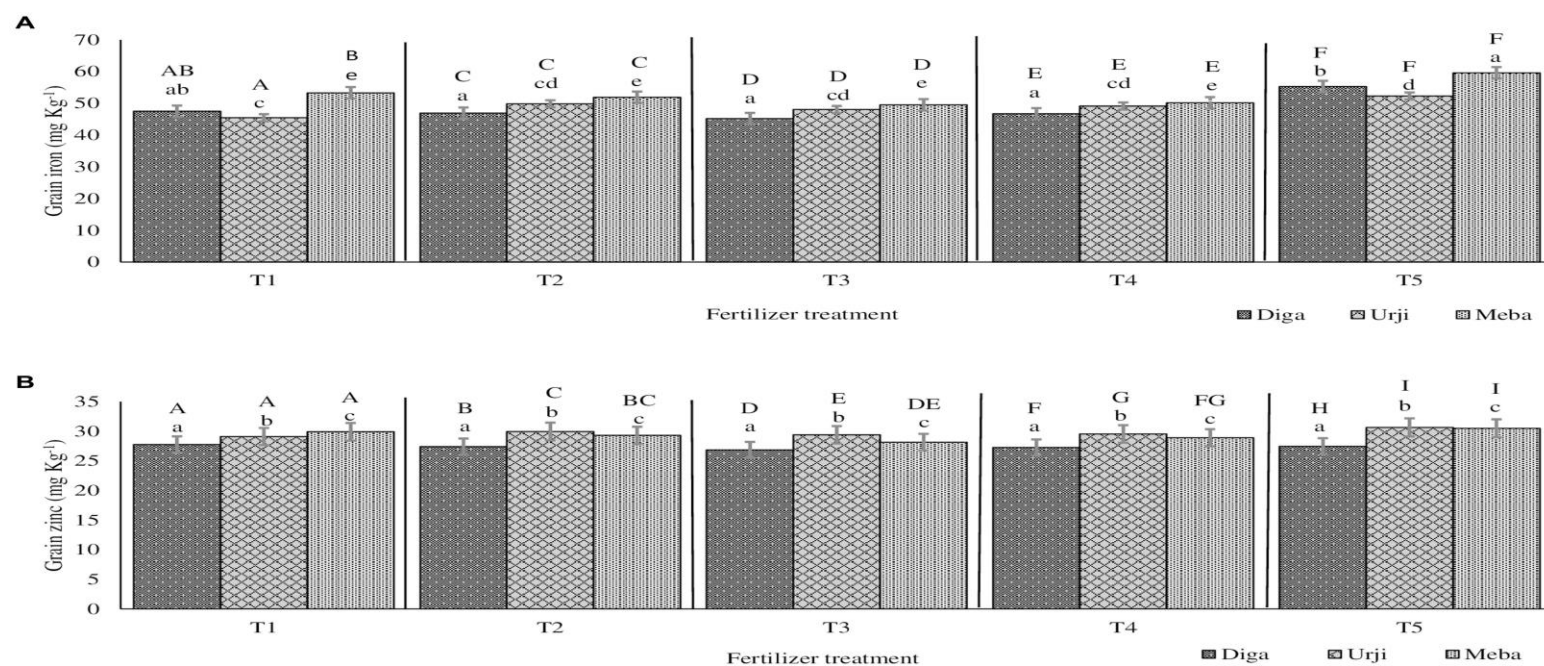 A
Grain iron (mg Kg⁻¹)
70
60
50
40
30
20
10
0
AB A B C C C D D D E E E F F F
ab c e a cd e a cd e a cd e b d a
T1 T2 T3 T4 T5
Fertilizer treatment
Diga Urji Meba
B
Grain zinc (mg Kg⁻¹)
35
30
25
20
15
10
5
0
A A A B C BC D E DE F G FG H I I
a b c a b c a b c a b c a b c
T1 T2 T3 T4 T5
Fertilizer treatment
Diga Urji Meba